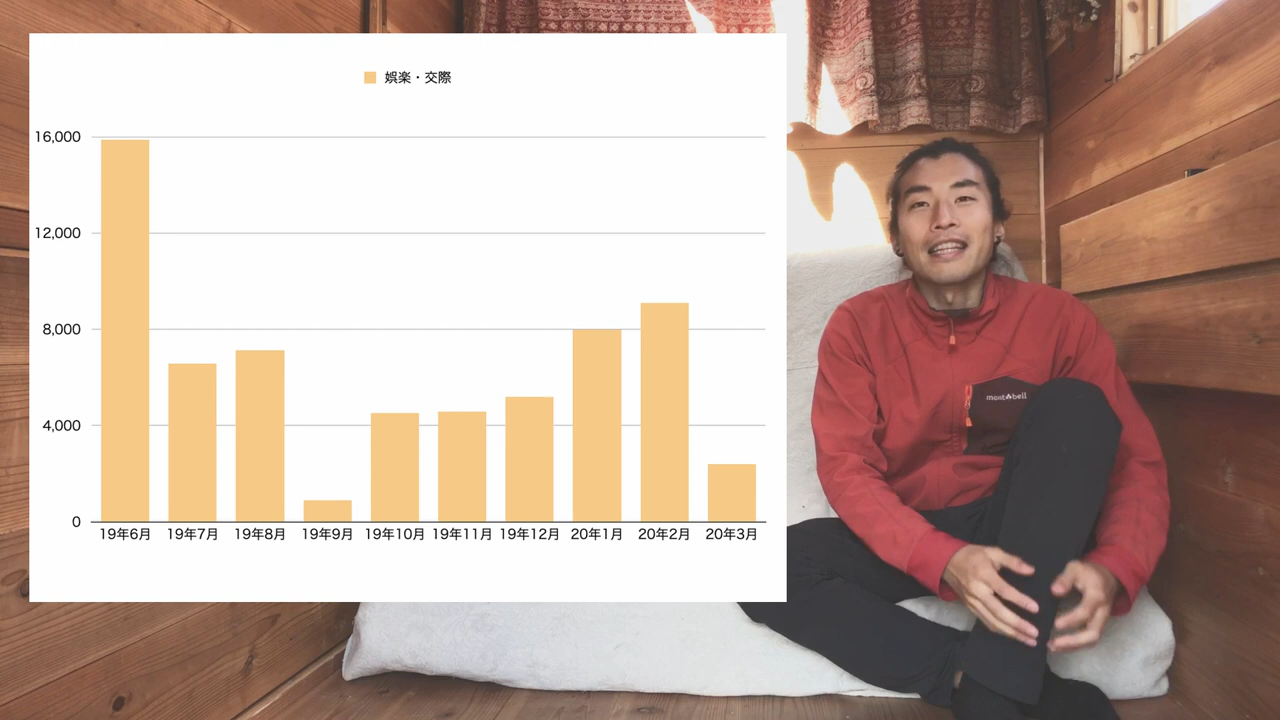 娯楽・交際
16,000
12,000
8,000
4,000
0
19年6月 19年7月 19年8月 19年9月 19年10月 19年11月 19年12月 20年1月 20年2月 20年3月
mont♣bell